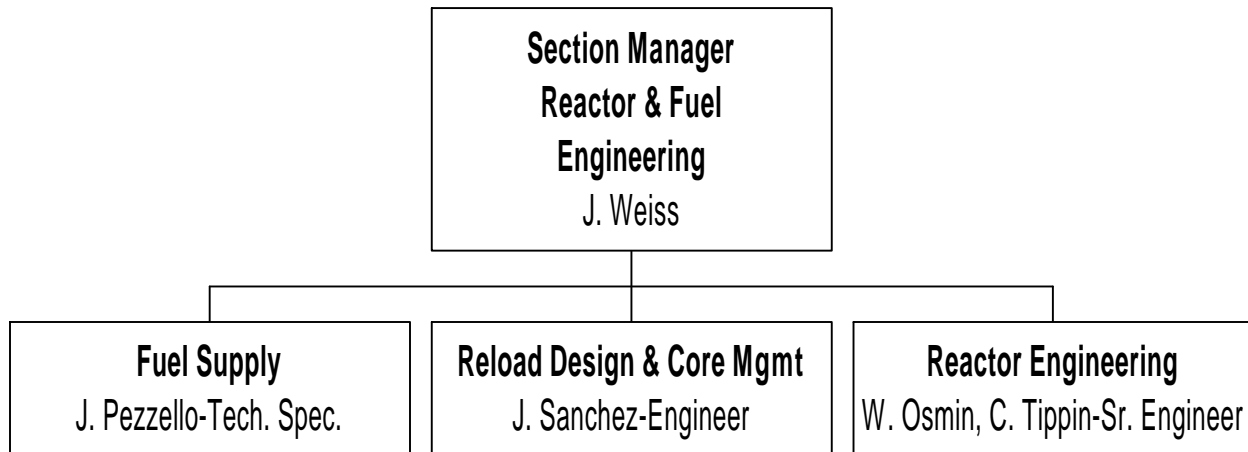 Section Manager
Reactor & Fuel
Engineering
J. Weiss
Fuel Supply
J. Pezzello-Tech. Spec.
Reload Design & Core Mgmt
J. Sanchez-Engineer
Reactor Engineering
W. Osmin, C. Tippin-Sr. Engineer